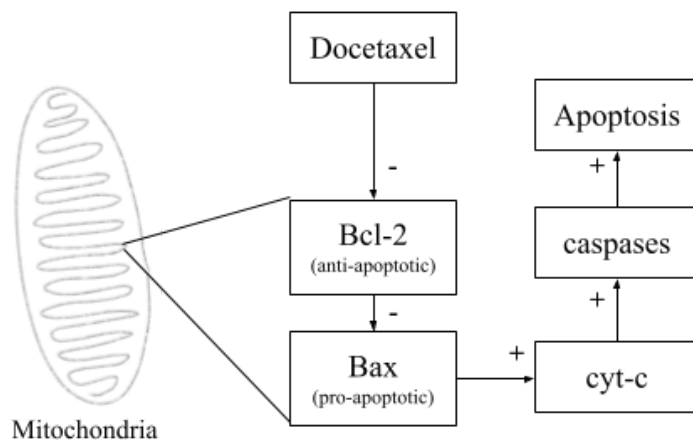 Docetaxel
-
Bcl-2
(anti-apoptotic)
-
Bax
(pro-apoptotic)
+
cyt-c
+
caspases
+
Apoptosis
Mitochondria